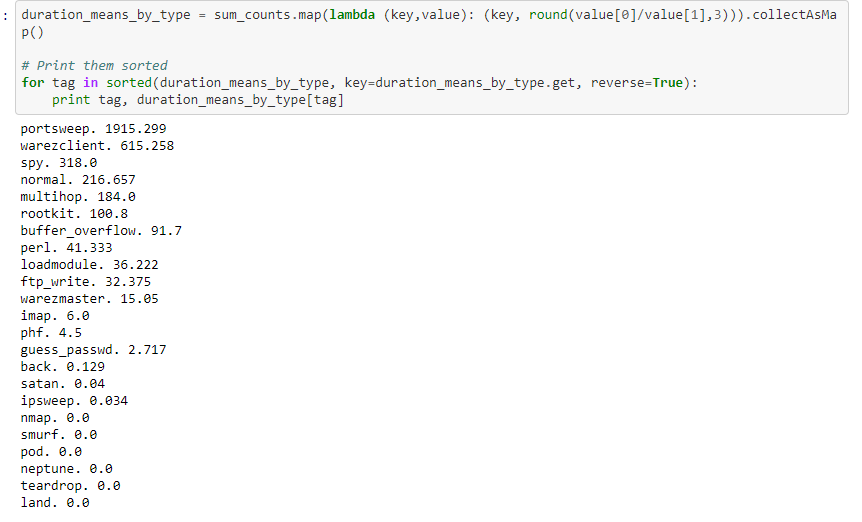 : duration_means_by_type = sum_counts.map(lambda (key,value): (key, round(value[0]/value[1],3))).collectAsMa
p()
# Print them sorted
for tag in sorted(duration_means_by_type, key=duration_means_by_type.get, reverse=True):
    print tag, duration_means_by_type[tag]
portsweep. 1915.299
warezclient. 615.258
spy. 318.0
normal. 216.657
multihop. 184.0
rootkit. 100.8
buffer_overflow. 91.7
perl. 41.333
loadmodule. 36.222
ftp_write. 32.375
warezmaster. 15.05
imap. 6.0
phf. 4.5
guess_passwd. 2.717
back. 0.129
satan. 0.04
ipsweep. 0.034
nmap. 0.0
smurf. 0.0
pod. 0.0
neptune. 0.0
teardrop. 0.0
land. 0.0